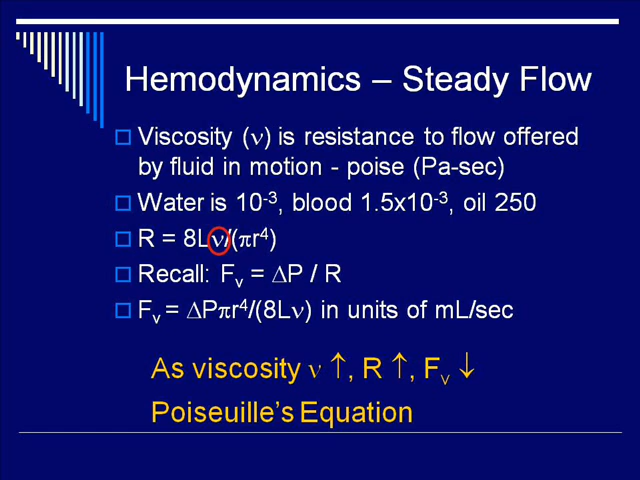 Hemodynamics – Steady Flow
Viscosity (ν) is resistance to flow offered
by fluid in motion - poise (Pa-sec)
Water is 10⁻³, blood 1.5x10⁻³, oil 250
R = 8Lν/(πr⁴)
Recall: Fᵥ = ΔP / R
Fᵥ = ΔPπr⁴/(8Lν) in units of mL/sec
As viscosity ν ↑, R ↑, Fᵥ ↓
Poiseuille's Equation